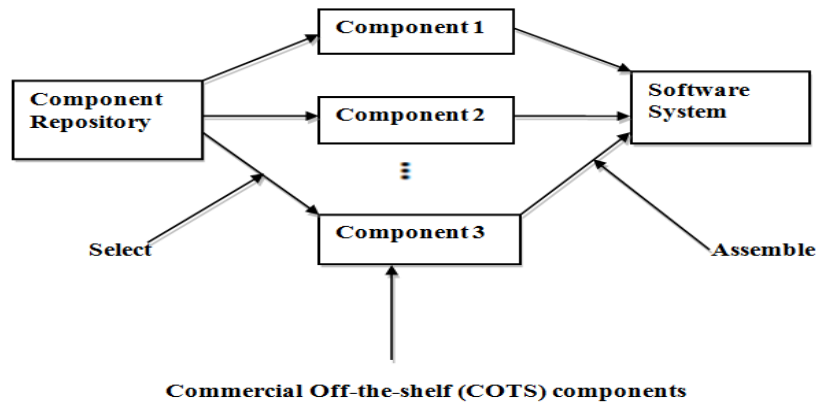 Component 1
Component
Repository
Software
System
Component 2
Component 3
Select
Assemble
Commercial Off-the-shelf (COTS) components